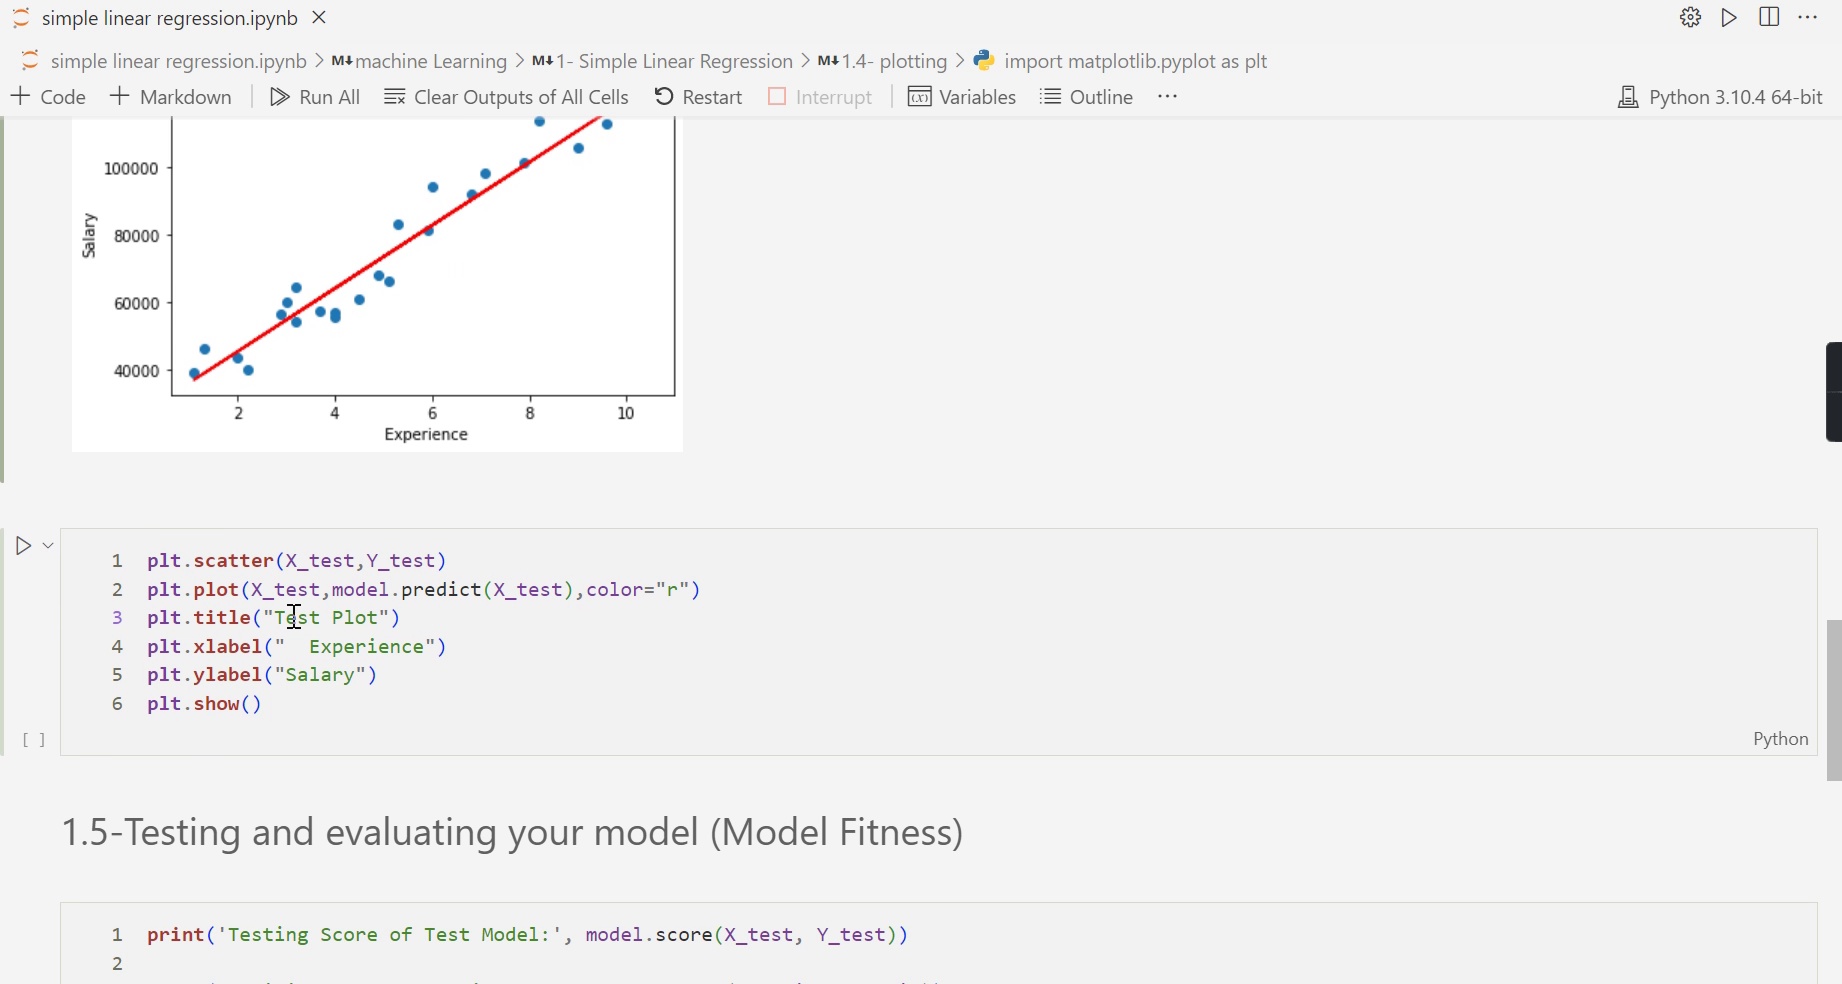 simple linear regression.ipynb
simple linear regression.ipynb > M↓machine Learning > M↓1- Simple Linear Regression > M↓1.4- plotting > import matplotlib.pyplot as plt
+ Code + Markdown Run All Clear Outputs of All Cells Restart Interrupt Variables Outline ··· Python 3.10.4 64-bit
100000
80000
60000
40000
Salary
2 4 6 8 10
Experience
1 plt.scatter(X_test,Y_test)
2 plt.plot(X_test,model.predict(X_test),color="r")
3 plt.title("Test Plot")
4 plt.xlabel("  Experience")
5 plt.ylabel("Salary")
6 plt.show()
[ ] Python
1.5-Testing and evaluating your model (Model Fitness)
1 print('Testing Score of Test Model:', model.score(X_test, Y_test))
2